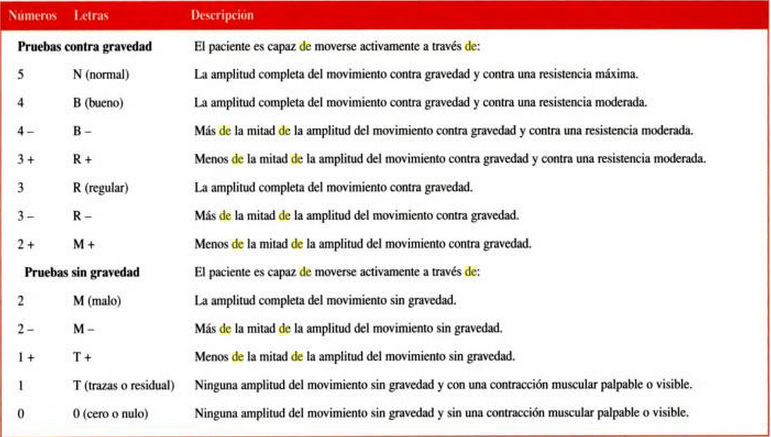 Números Letras Descripción
Pruebas contra gravedad El paciente es capaz de moverse activamente a través de:
5 N (normal) La amplitud completa del movimiento contra gravedad y contra una resistencia máxima.
4 B (bueno) La amplitud completa del movimiento contra gravedad y contra una resistencia moderada.
4 – B – Más de la mitad de la amplitud del movimiento contra gravedad y contra una resistencia moderada.
3 + R + Menos de la mitad de la amplitud del movimiento contra gravedad y contra una resistencia moderada.
3 R (regular) La amplitud completa del movimiento contra gravedad.
3 – R – Más de la mitad de la amplitud del movimiento contra gravedad.
2 + M + Menos de la mitad de la amplitud del movimiento contra gravedad.
Pruebas sin gravedad El paciente es capaz de moverse activamente a través de:
2 M (malo) La amplitud completa del movimiento sin gravedad.
2 – M – Más de la mitad de la amplitud del movimiento sin gravedad.
1 + T + Menos de la mitad de la amplitud del movimiento sin gravedad.
1 T (trazas o residual) Ninguna amplitud del movimiento sin gravedad y con una contracción muscular palpable o visible.
0 0 (cero o nulo) Ninguna amplitud del movimiento sin gravedad y sin una contracción muscular palpable o visible.